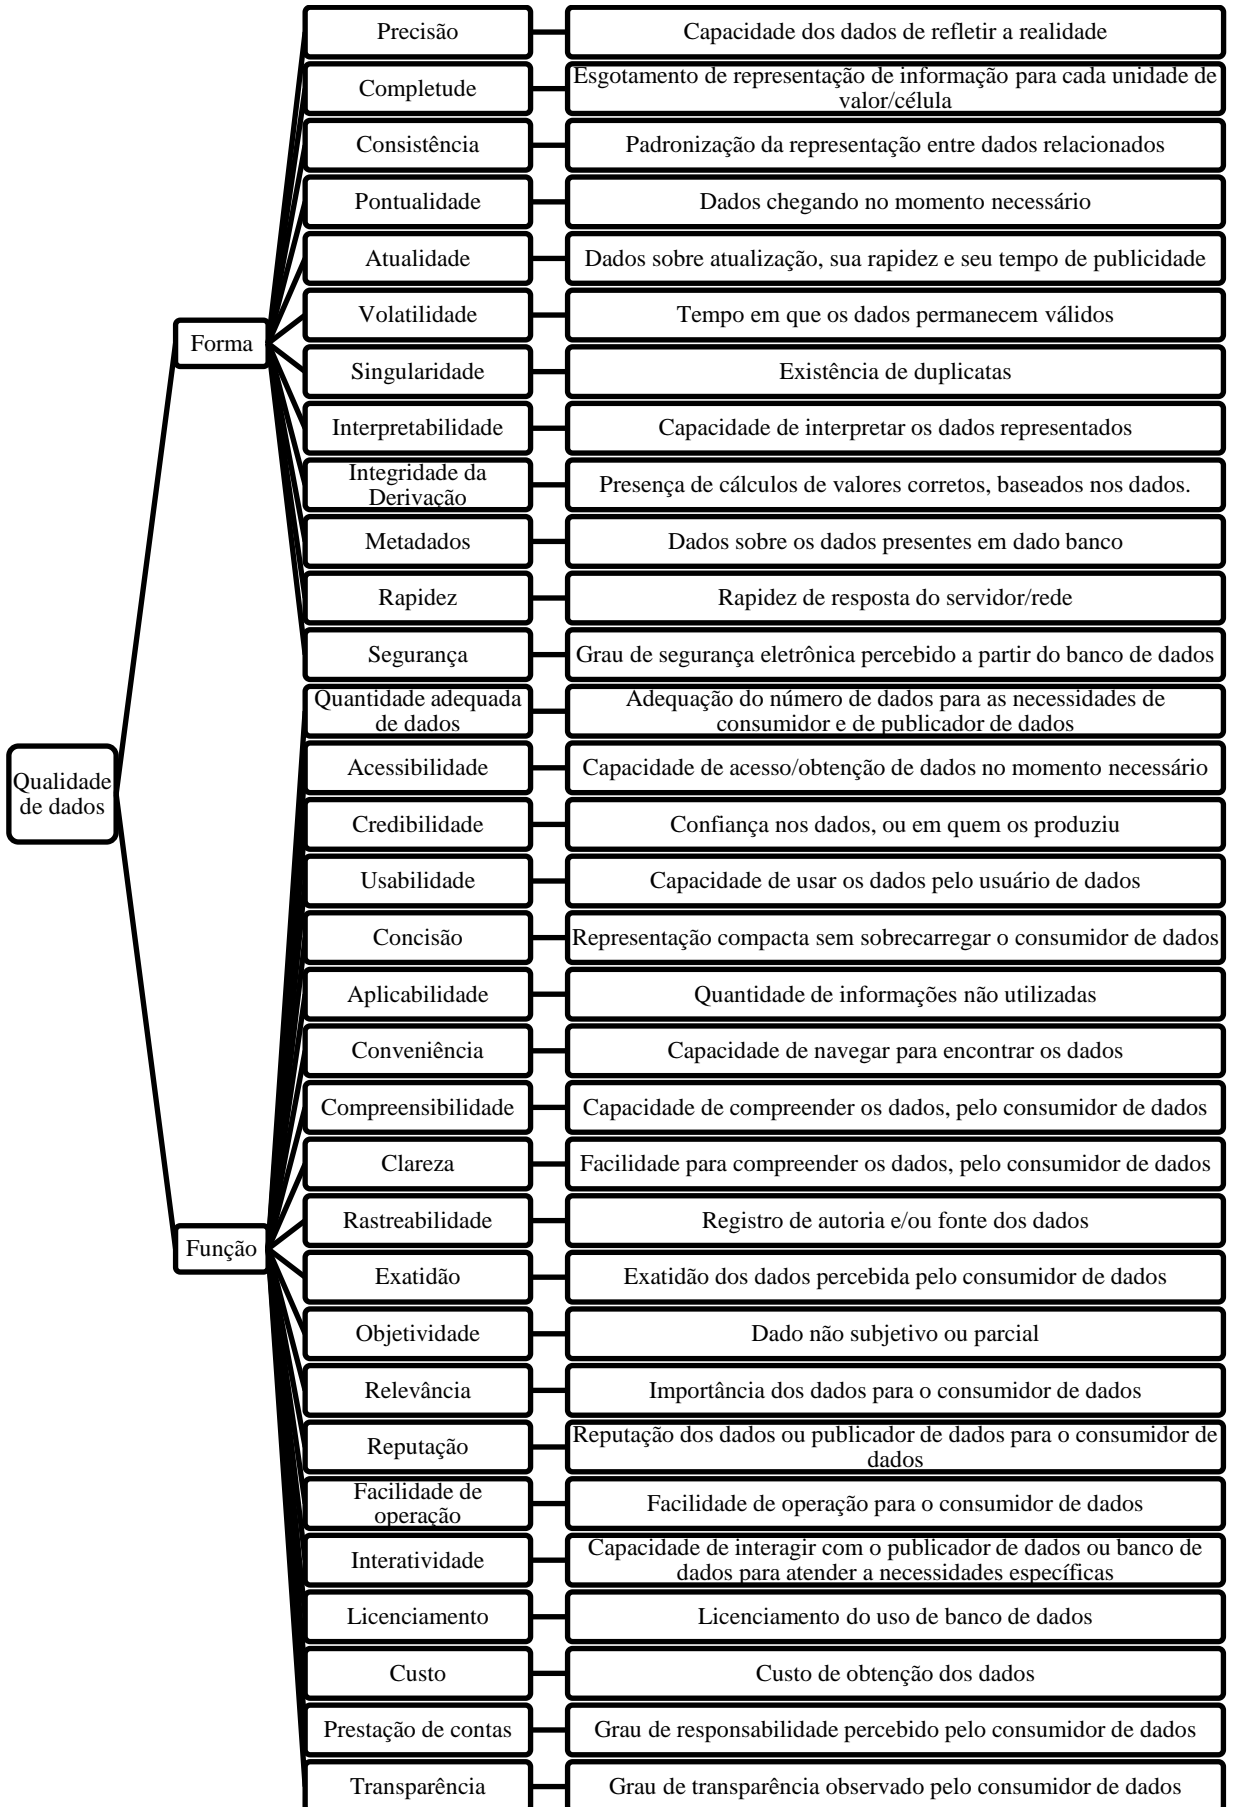 Qualidade
de dados
Forma
Precisão
Capacidade dos dados de refletir a realidade
Completude
Esgotamento de representação de informação para cada unidade de
valor/célula
Consistência
Padronização da representação entre dados relacionados
Pontualidade
Dados chegando no momento necessário
Atualidade
Dados sobre atualização, sua rapidez e seu tempo de publicidade
Volatilidade
Tempo em que os dados permanecem válidos
Singularidade
Existência de duplicatas
Interpretabilidade
Capacidade de interpretar os dados representados
Integridade da
Derivação
Presença de cálculos de valores corretos, baseados nos dados.
Metadados
Dados sobre os dados presentes em dado banco
Rapidez
Rapidez de resposta do servidor/rede
Segurança
Grau de segurança eletrônica percebido a partir do banco de dados
Função
Quantidade adequada
de dados
Adequação do número de dados para as necessidades de
consumidor e de publicador de dados
Acessibilidade
Capacidade de acesso/obtenção de dados no momento necessário
Credibilidade
Confiança nos dados, ou em quem os produziu
Usabilidade
Capacidade de usar os dados pelo usuário de dados
Concisão
Representação compacta sem sobrecarregar o consumidor de dados
Aplicabilidade
Quantidade de informações não utilizadas
Conveniência
Capacidade de navegar para encontrar os dados
Compreensibilidade
Capacidade de compreender os dados, pelo consumidor de dados
Clareza
Facilidade para compreender os dados, pelo consumidor de dados
Rastreabilidade
Registro de autoria e/ou fonte dos dados
Exatidão
Exatidão dos dados percebida pelo consumidor de dados
Objetividade
Dado não subjetivo ou parcial
Relevância
Importância dos dados para o consumidor de dados
Reputação
Reputação dos dados ou publicador de dados para o consumidor de
dados
Facilidade de
operação
Facilidade de operação para o consumidor de dados
Interatividade
Capacidade de interagir com o publicador de dados ou banco de
dados para atender a necessidades específicas
Licenciamento
Licenciamento do uso de banco de dados
Custo
Custo de obtenção dos dados
Prestação de contas
Grau de responsabilidade percebido pelo consumidor de dados
Transparência
Grau de transparência observado pelo consumidor de dados